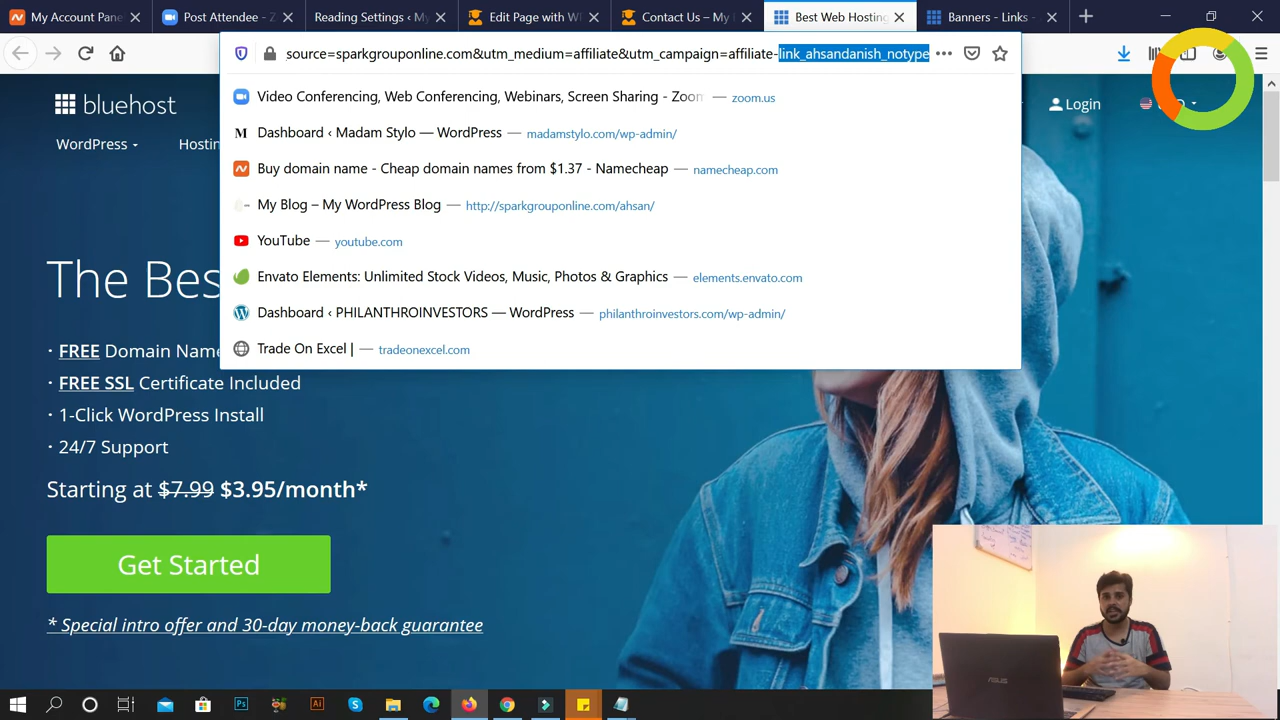 My Account Pane
Post Attendee - Z
Reading Settings ‹ My
Edit Page with WP
Contact Us – My
Best Web Hosting
Banners - Links -
source=sparkgrouponline.com&utm_medium=affiliate&utm_campaign=affiliate-link_ahsandanish_notype
Video Conferencing, Web Conferencing, Webinars, Screen Sharing - Zoom — zoom.us
M Dashboard ‹ Madam Stylo — WordPress — madamstylo.com/wp-admin/
Buy domain name - Cheap domain names from $1.37 - Namecheap — namecheap.com
My Blog – My WordPress Blog — http://sparkgrouponline.com/ahsan/
YouTube — youtube.com
Envato Elements: Unlimited Stock Videos, Music, Photos & Graphics — elements.envato.com
Dashboard ‹ PHILANTHROINVESTORS — WordPress — philanthroinvestors.com/wp-admin/
Trade On Excel | — tradeonexcel.com
bluehost
Login
WordPress
Hostin
The Bes
· FREE Domain Name
· FREE SSL Certificate Included
· 1-Click WordPress Install
· 24/7 Support
Starting at $7.99 $3.95/month*
Get Started
* Special intro offer and 30-day money-back guarantee
ASUS